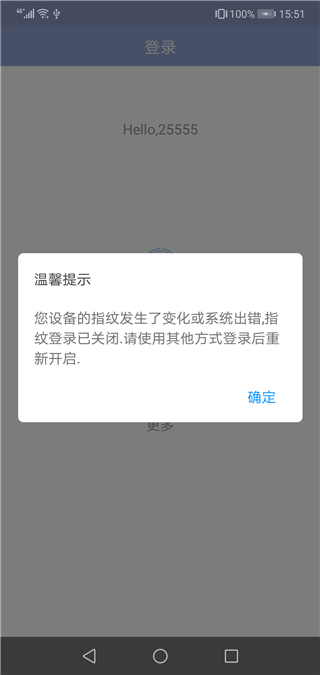 4G 100% 15:51
登录
Hello,25555
温馨提示
您设备的指纹发生了变化或系统出错,指
纹登录已关闭.请使用其他方式登录后重
新开启.
确定
更多